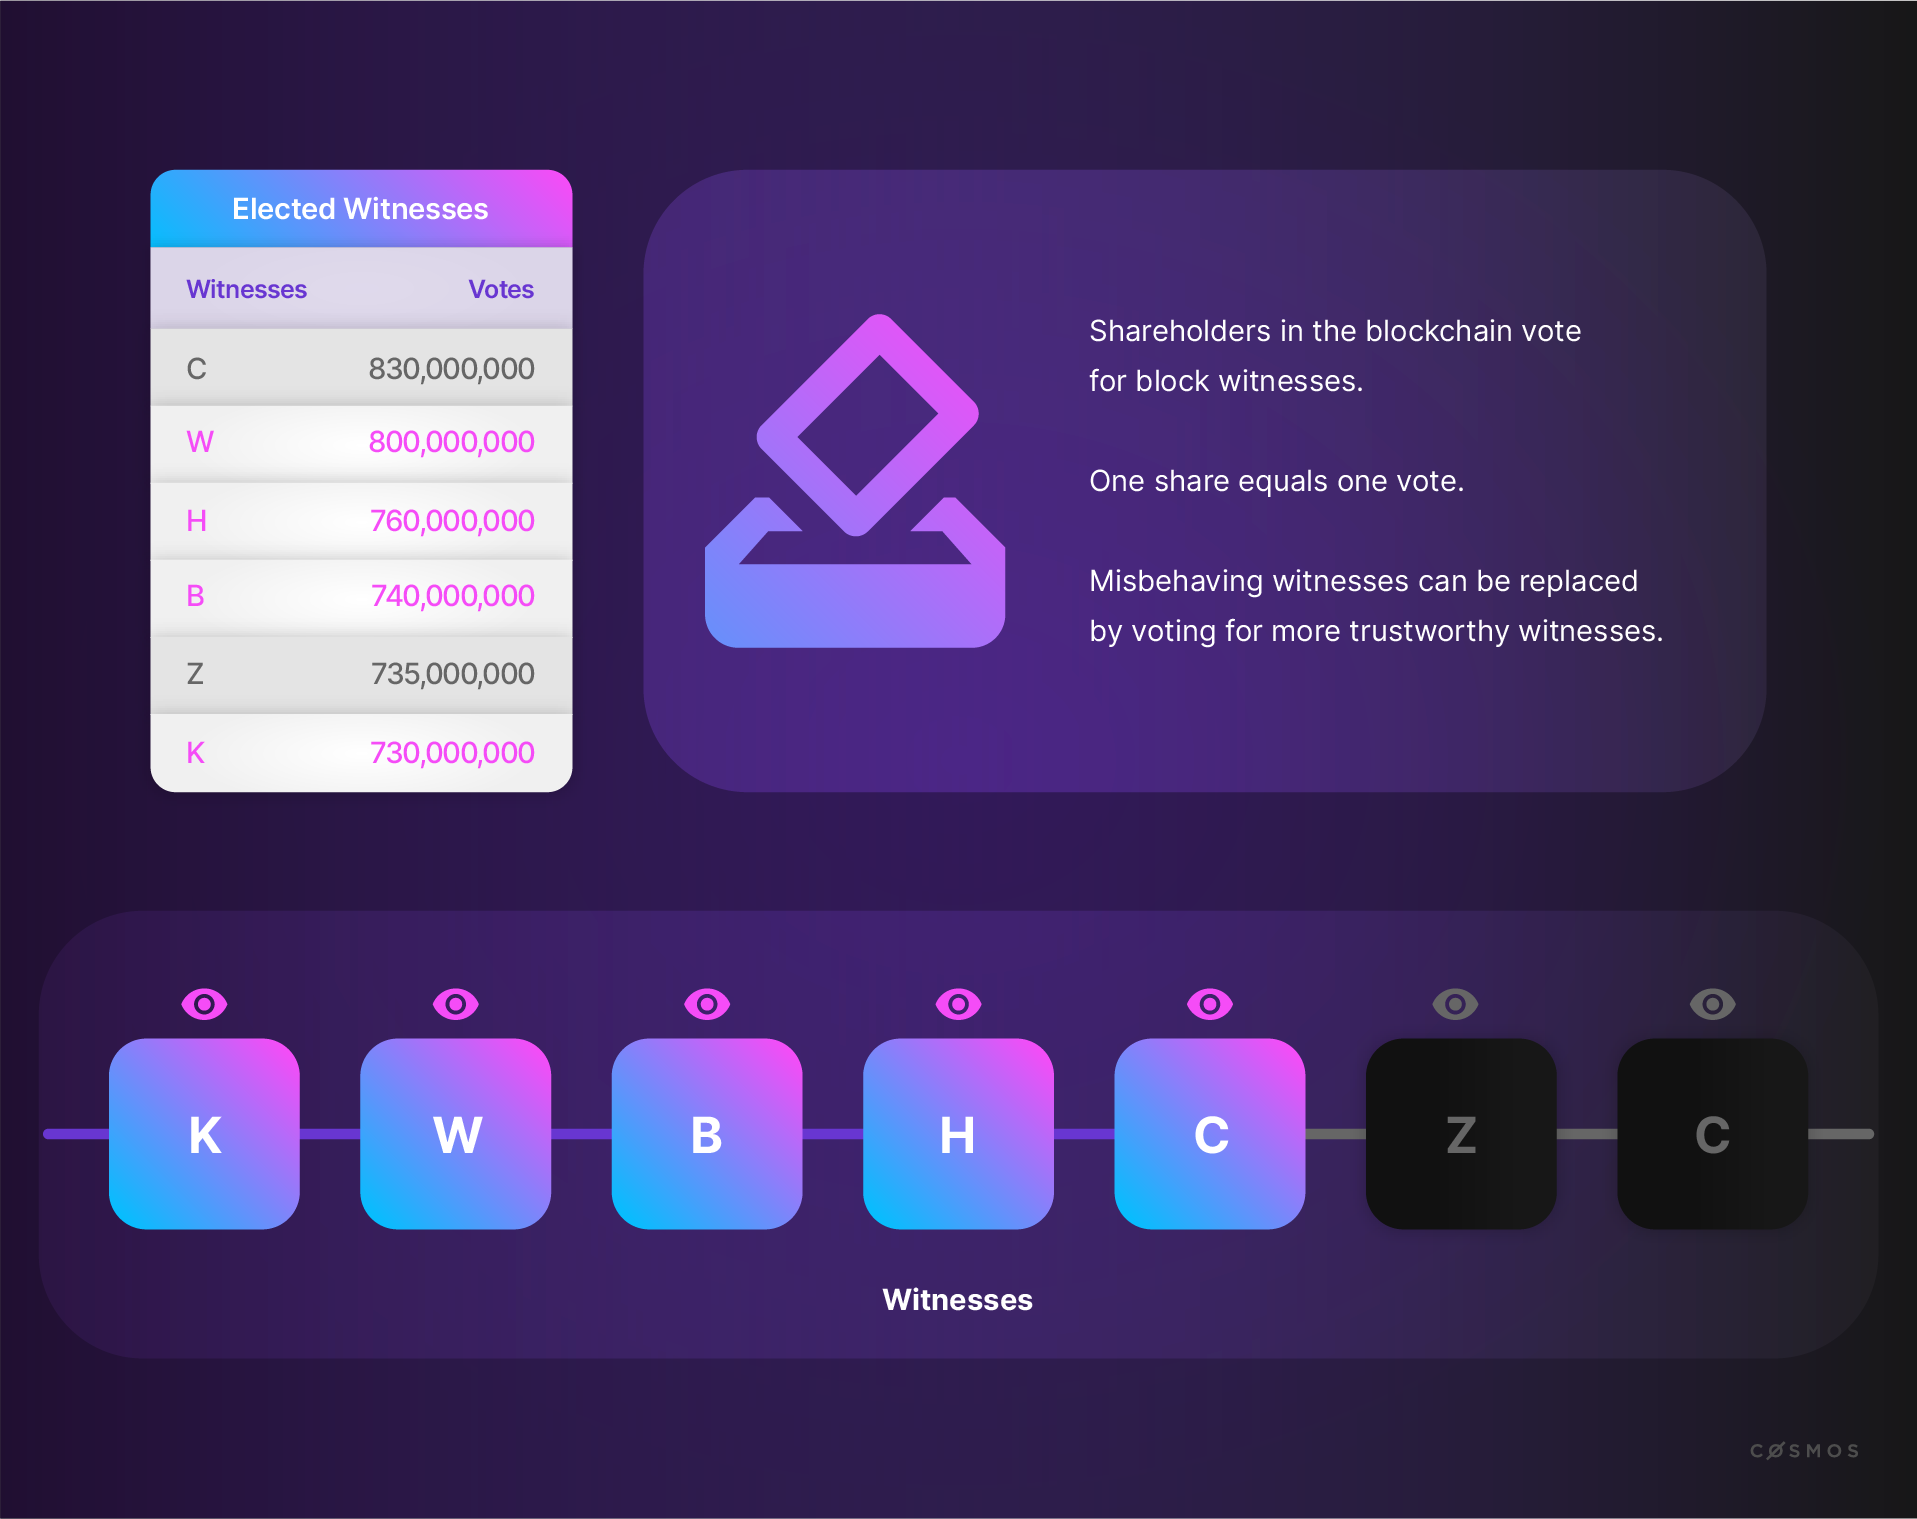 Elected Witnesses
Witnesses Votes
C 830,000,000
W 800,000,000
H 760,000,000
B 740,000,000
Z 735,000,000
K 730,000,000
Shareholders in the blockchain vote
for block witnesses.
One share equals one vote.
Misbehaving witnesses can be replaced
by voting for more trustworthy witnesses.
K W B H C Z C
Witnesses
COSMOS